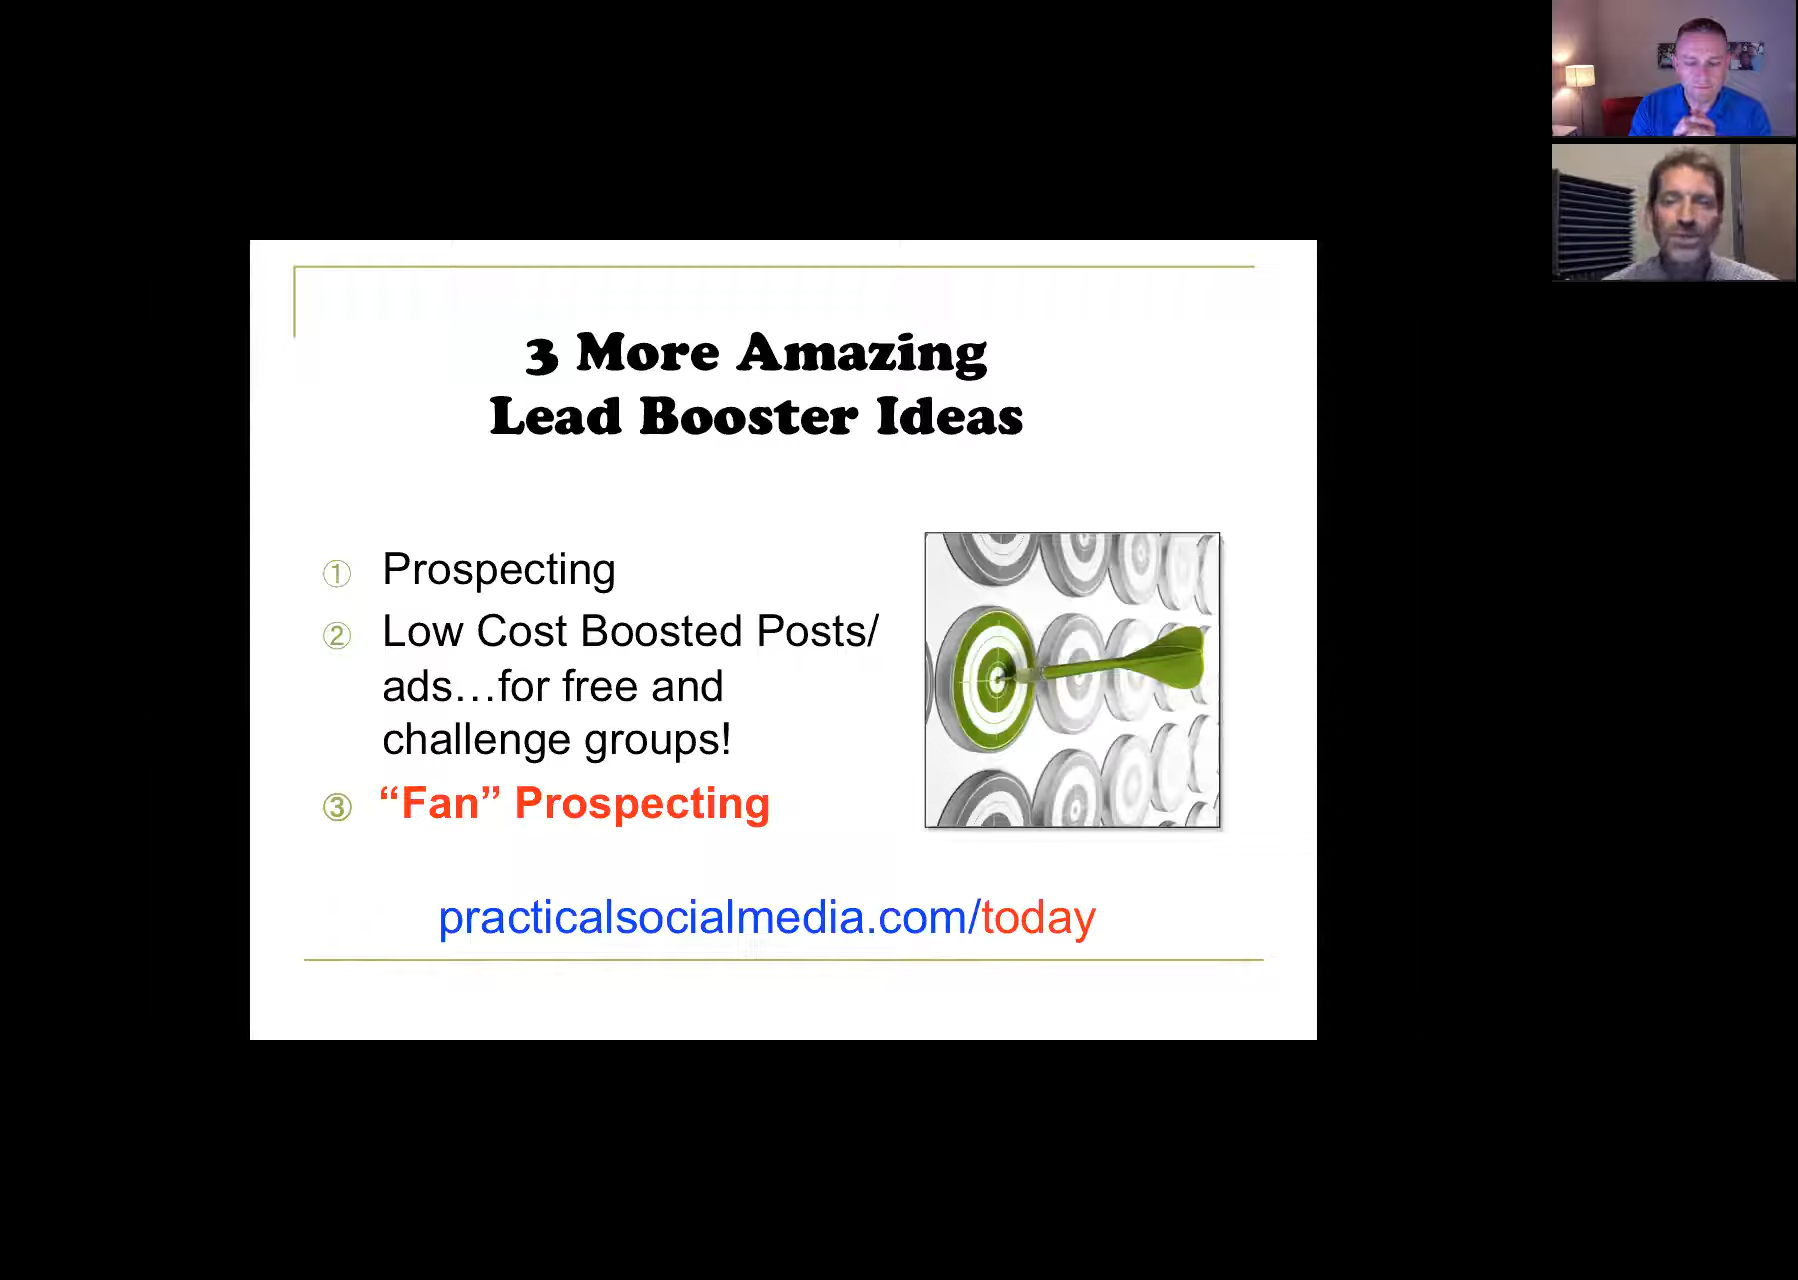 3 More Amazing
Lead Booster Ideas
① Prospecting
② Low Cost Boosted Posts/
ads…for free and
challenge groups!
③ “Fan” Prospecting
practicalsocialmedia.com/today